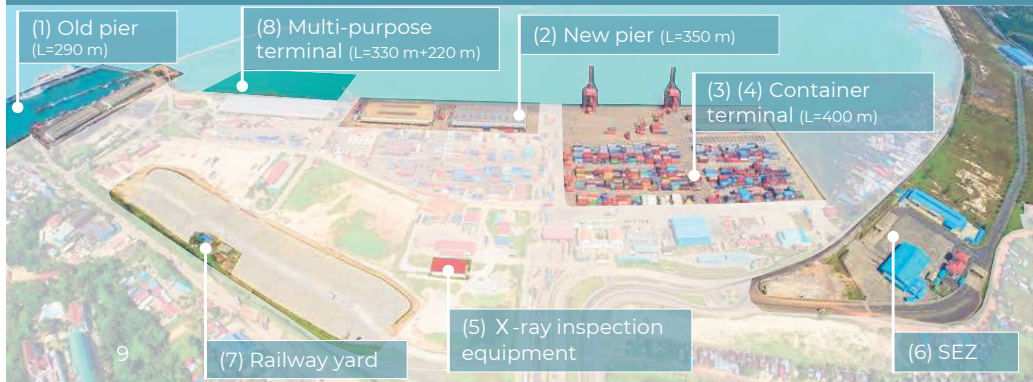 (1) Old pier
(L=290 m)
(8) Multi-purpose
terminal (L=330 m+220 m)
(2) New pier (L=350 m)
(3) (4) Container
terminal (L=400 m)
(5) X-ray inspection
equipment
(6) SEZ
(7) Railway yard
9